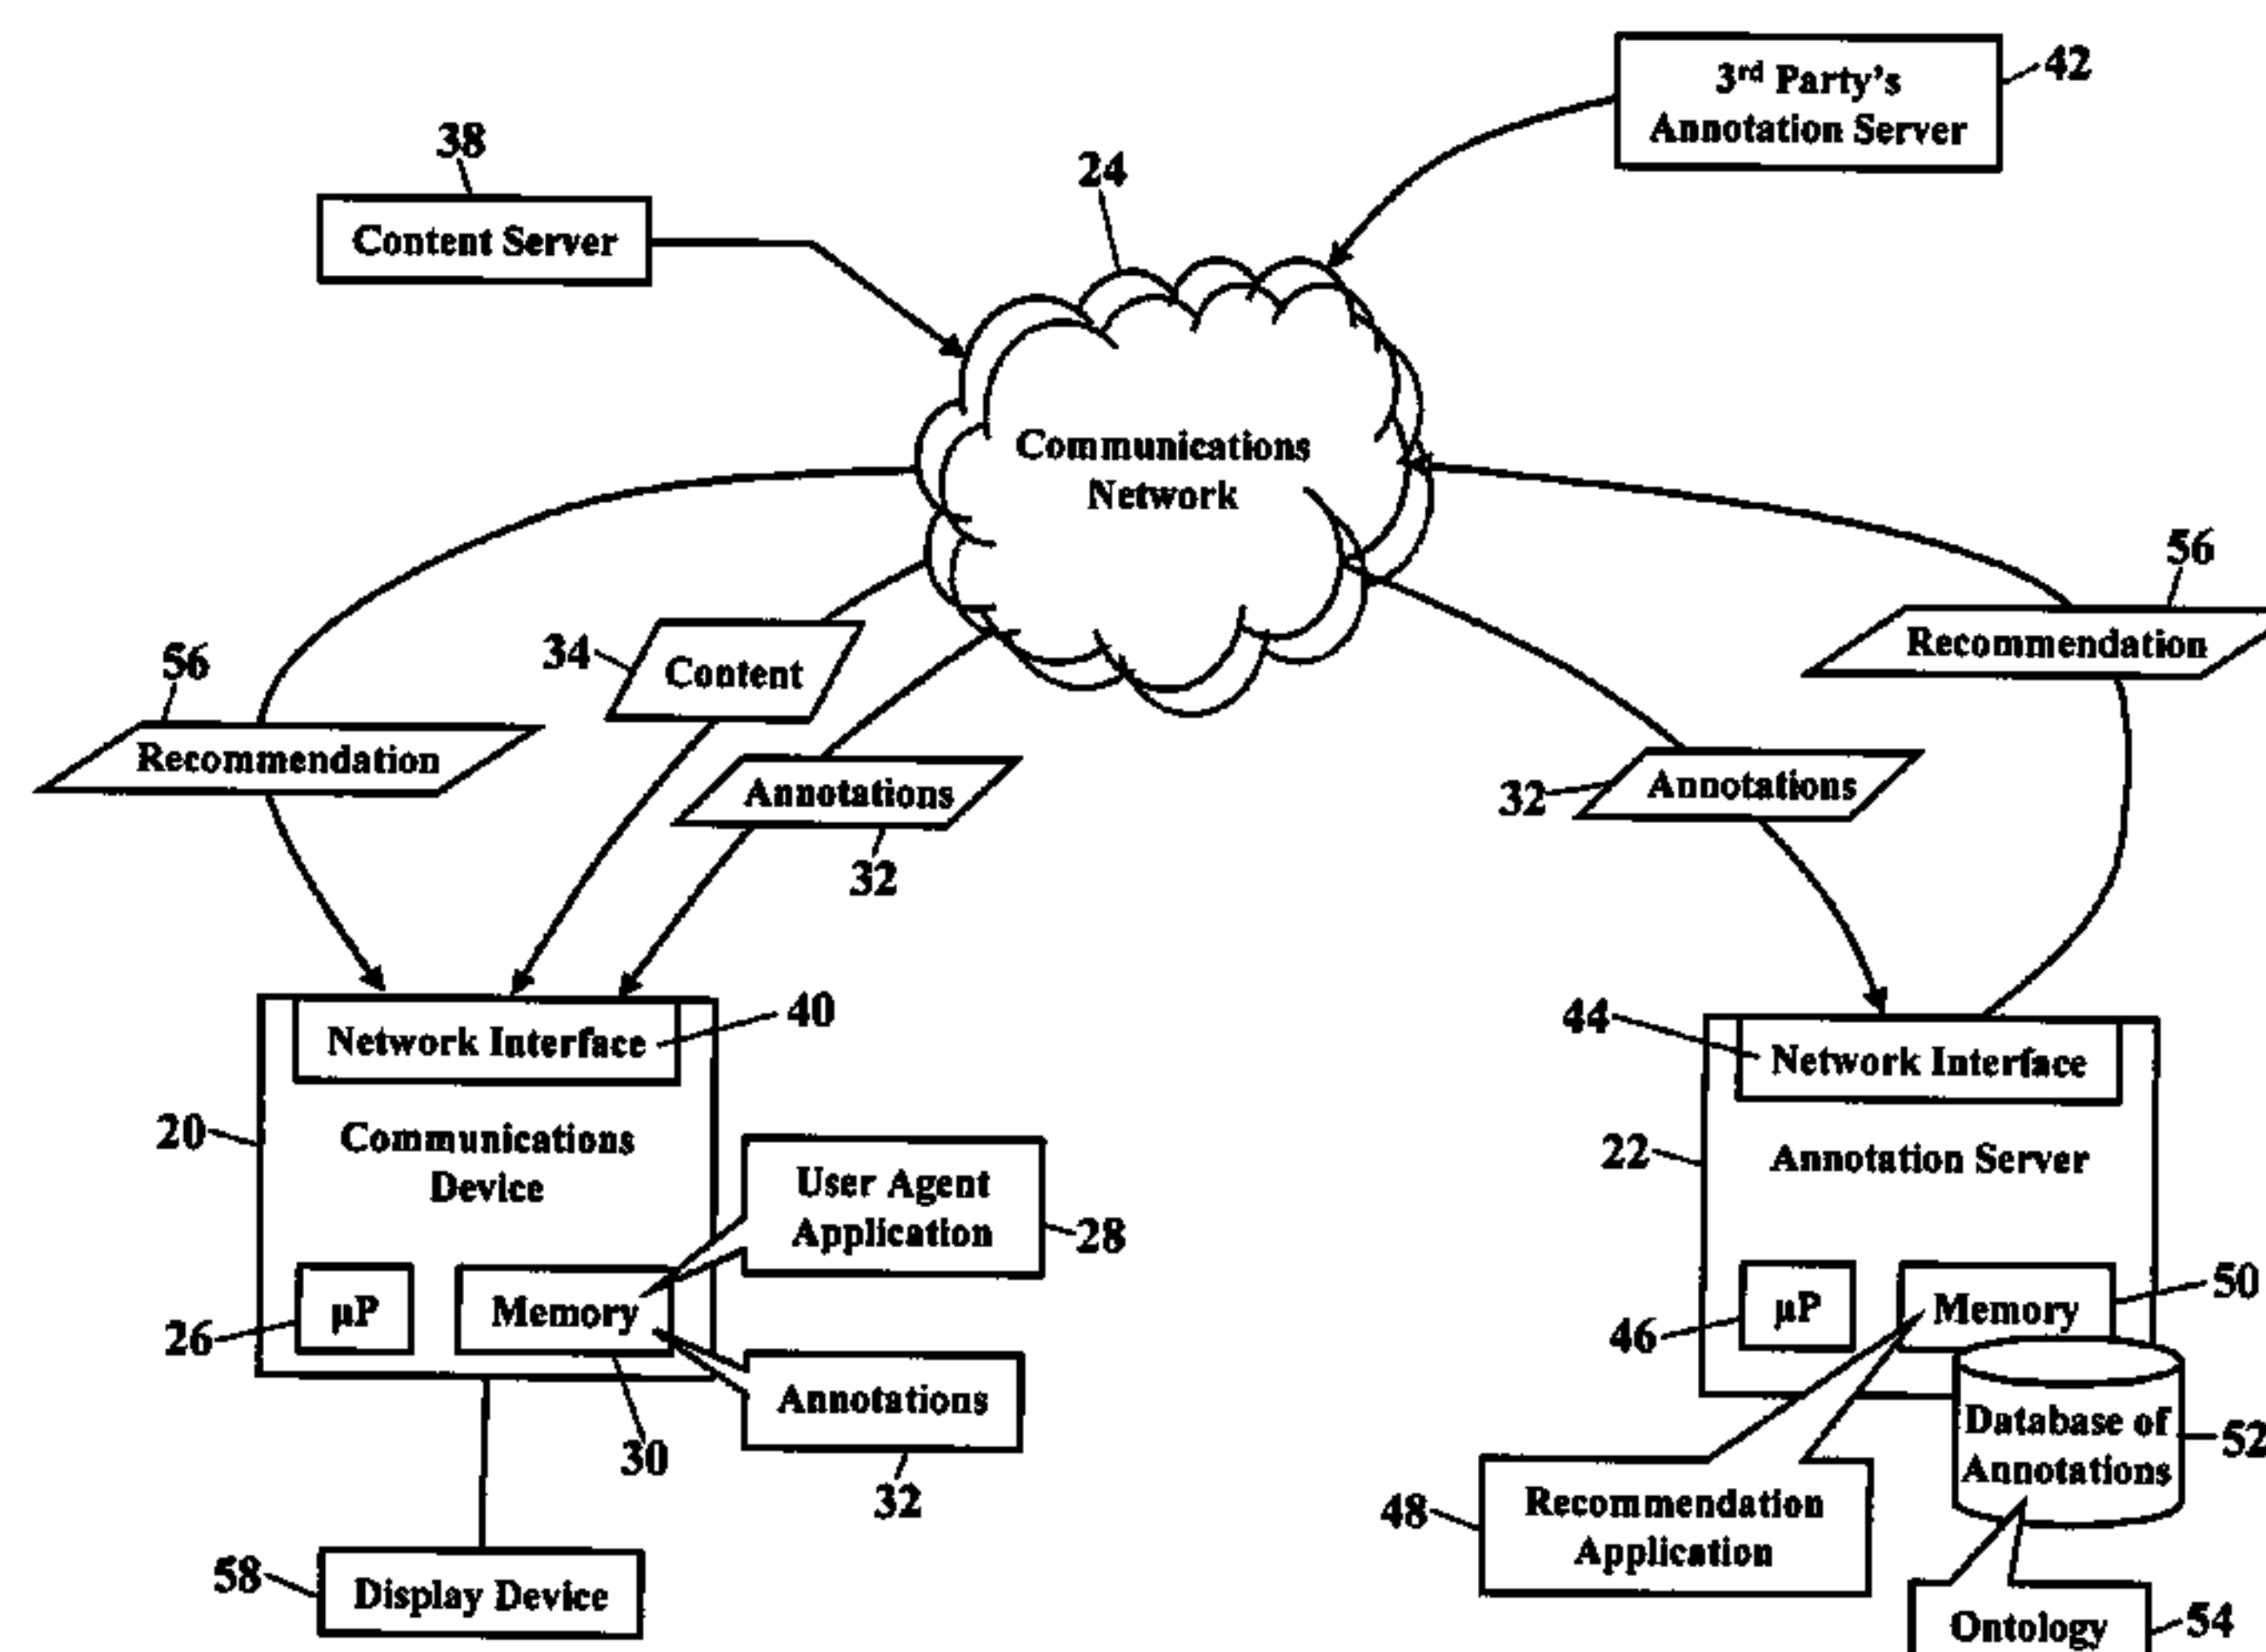 42
3rd Party's
Annotation Server
38
Content Server
24
Communications
Network
56
Recommendation
34
Content
56
Recommendation
Annotations
32
32
Annotations
Network Interface
40
44
Network Interface
20
Communications
Device
22
Annotation Server
User Agent
Application
28
26
µP
Memory
30
Annotations
32
46
µP
Memory
50
Database of
Annotations
52
48
Recommendation
Application
58
Display Device
Ontology
54